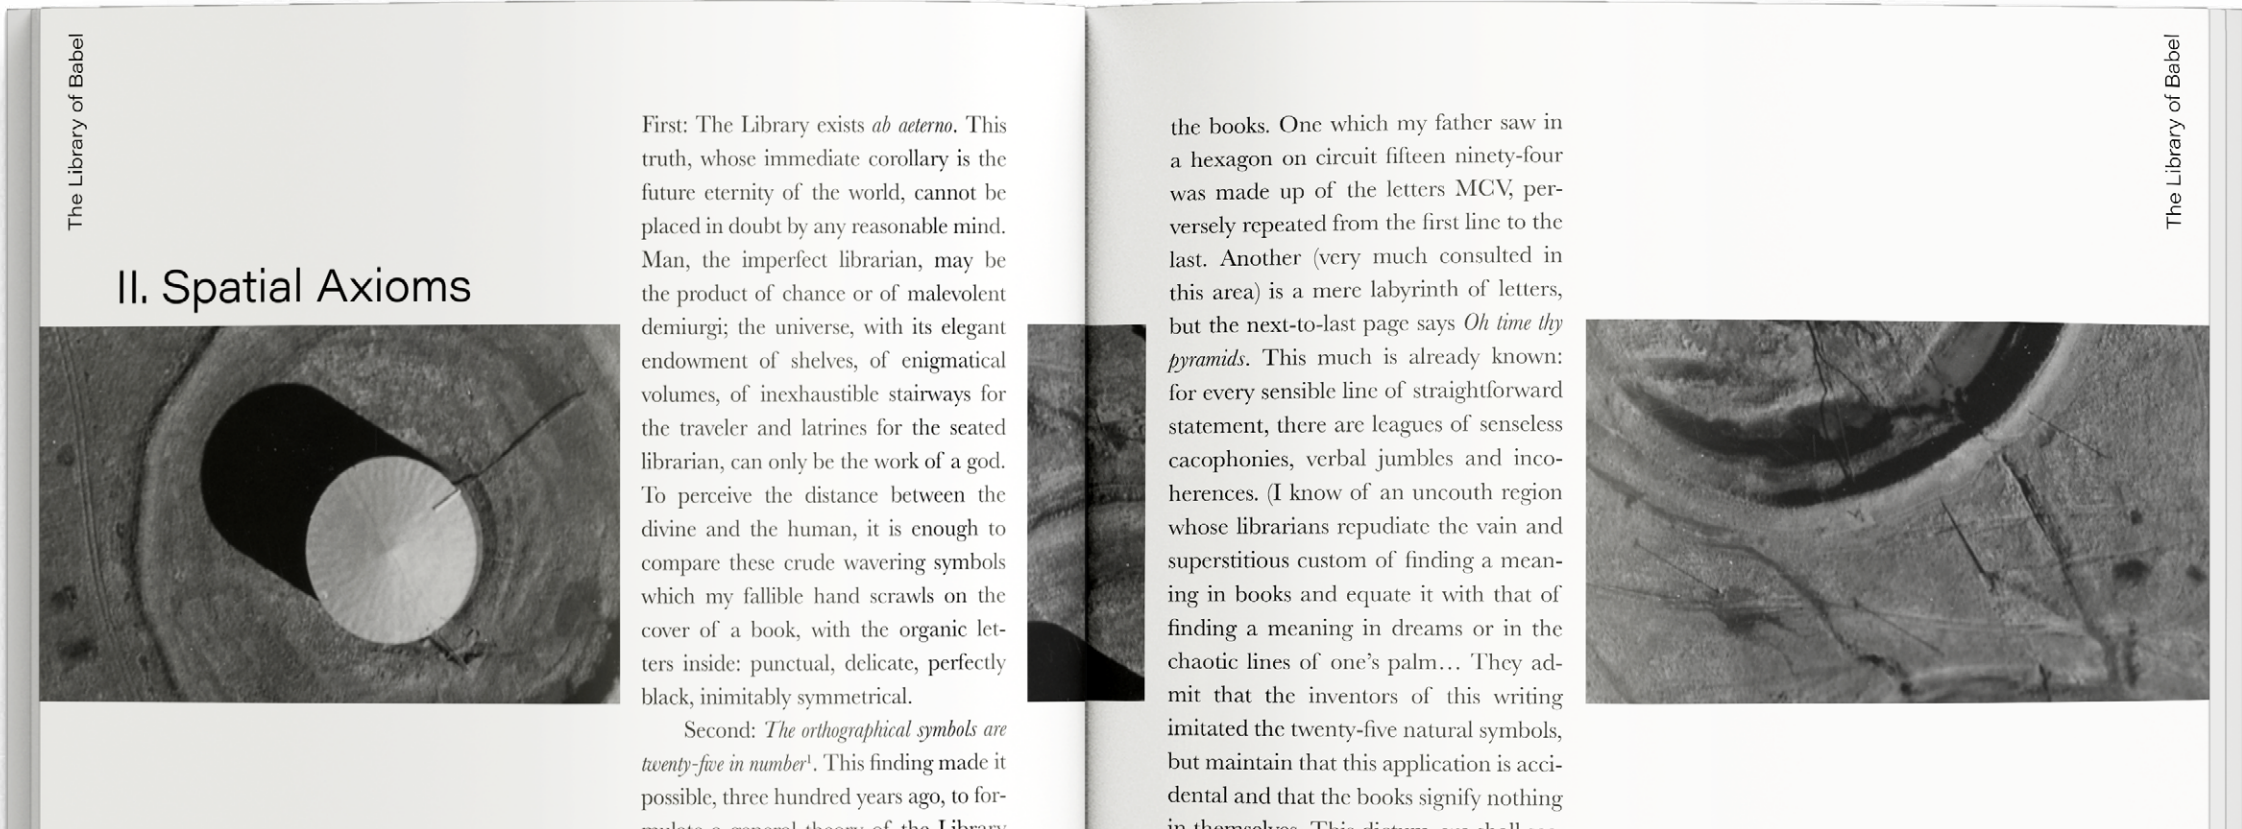 The Library of Babel
II. Spatial Axioms
First: The Library exists ab aeterno. This
truth, whose immediate corollary is the
future eternity of the world, cannot be
placed in doubt by any reasonable mind.
Man, the imperfect librarian, may be
the product of chance or of malevolent
demiurgi; the universe, with its elegant
endowment of shelves, of enigmatical
volumes, of inexhaustible stairways for
the traveler and latrines for the seated
librarian, can only be the work of a god.
To perceive the distance between the
divine and the human, it is enough to
compare these crude wavering symbols
which my fallible hand scrawls on the
cover of a book, with the organic let-
ters inside: punctual, delicate, perfectly
black, inimitably symmetrical.
Second: The orthographical symbols are
twenty-five in number¹. This finding made it
possible, three hundred years ago, to for-
mulate a general theory of the Library
the books. One which my father saw in
a hexagon on circuit fifteen ninety-four
was made up of the letters MCV, per-
versely repeated from the first line to the
last. Another (very much consulted in
this area) is a mere labyrinth of letters,
but the next-to-last page says Oh time thy
pyramids. This much is already known:
for every sensible line of straightforward
statement, there are leagues of senseless
cacophonies, verbal jumbles and inco-
herences. (I know of an uncouth region
whose librarians repudiate the vain and
superstitious custom of finding a mean-
ing in books and equate it with that of
finding a meaning in dreams or in the
chaotic lines of one's palm… They ad-
mit that the inventors of this writing
imitated the twenty-five natural symbols,
but maintain that this application is acci-
dental and that the books signify nothing
in themselves. This dictum,
The Library of Babel